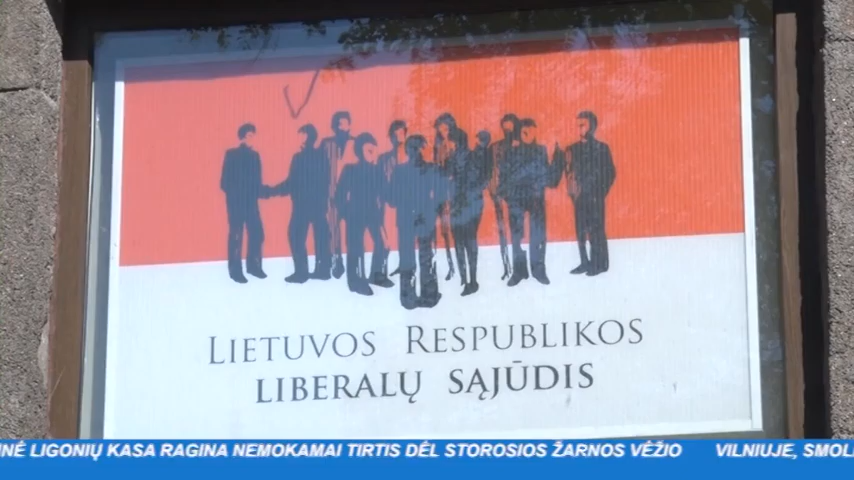 LIETUVOS RESPUBLIKOS
LIBERALŲ SĄJŪDIS
LIGONIŲ KASA RAGINA NEMOKAMAI TIRTIS DĖL STOROSIOS ŽARNOS VĖŽIO VILNIUJE,